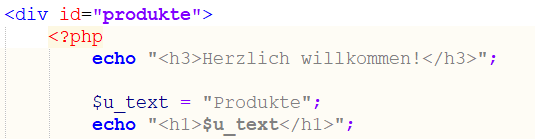 <div id="produkte">
<?php
echo "<h3>Herzlich willkommen!</h3>";
$u_text = "Produkte";
echo "<h1>$u_text</h1>";